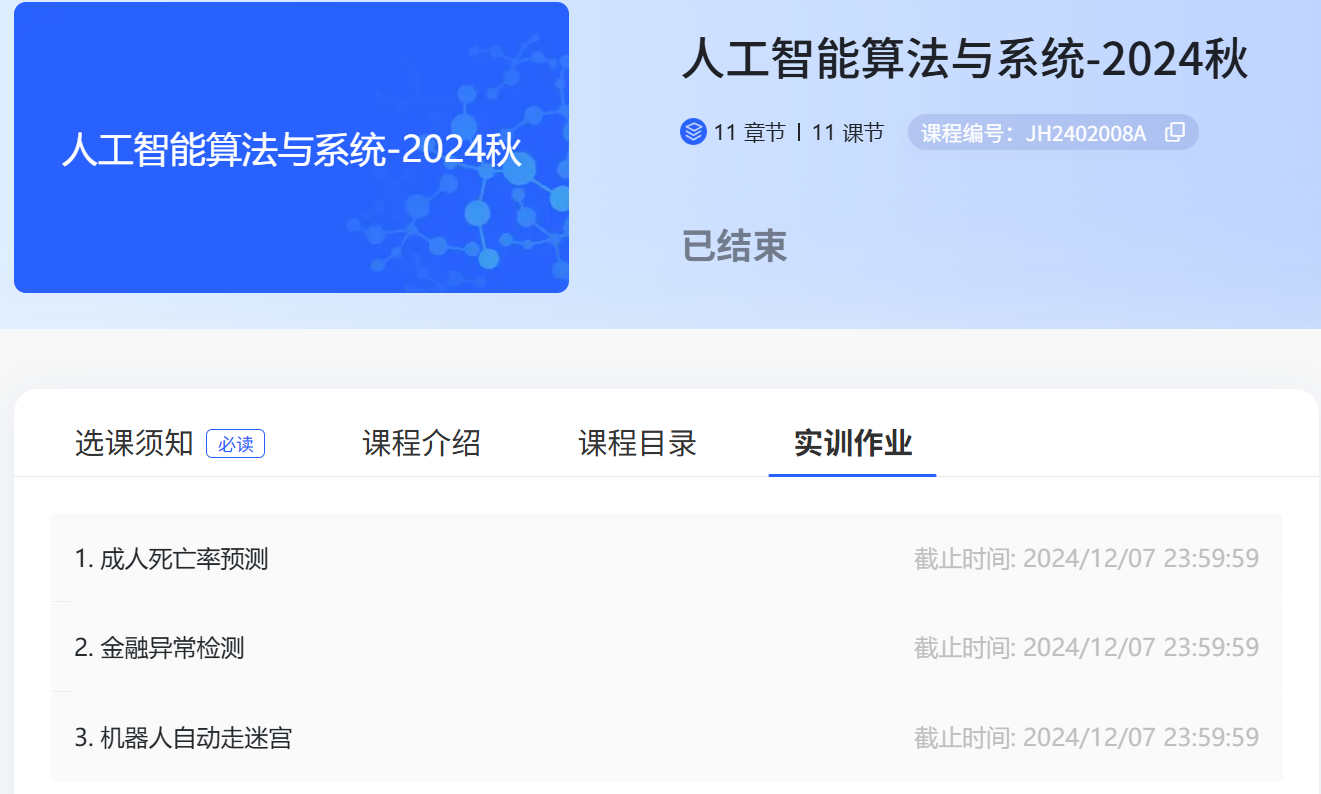 人工智能算法与系统-2024秋
人工智能算法与系统-2024秋
11 章节 | 11 课节 课程编号：JH2402008A
已结束
选课须知 必读 课程介绍 课程目录 实训作业
1. 成人死亡率预测 截止时间: 2024/12/07 23:59:59
2. 金融异常检测 截止时间: 2024/12/07 23:59:59
3. 机器人自动走迷宫 截止时间: 2024/12/07 23:59:59